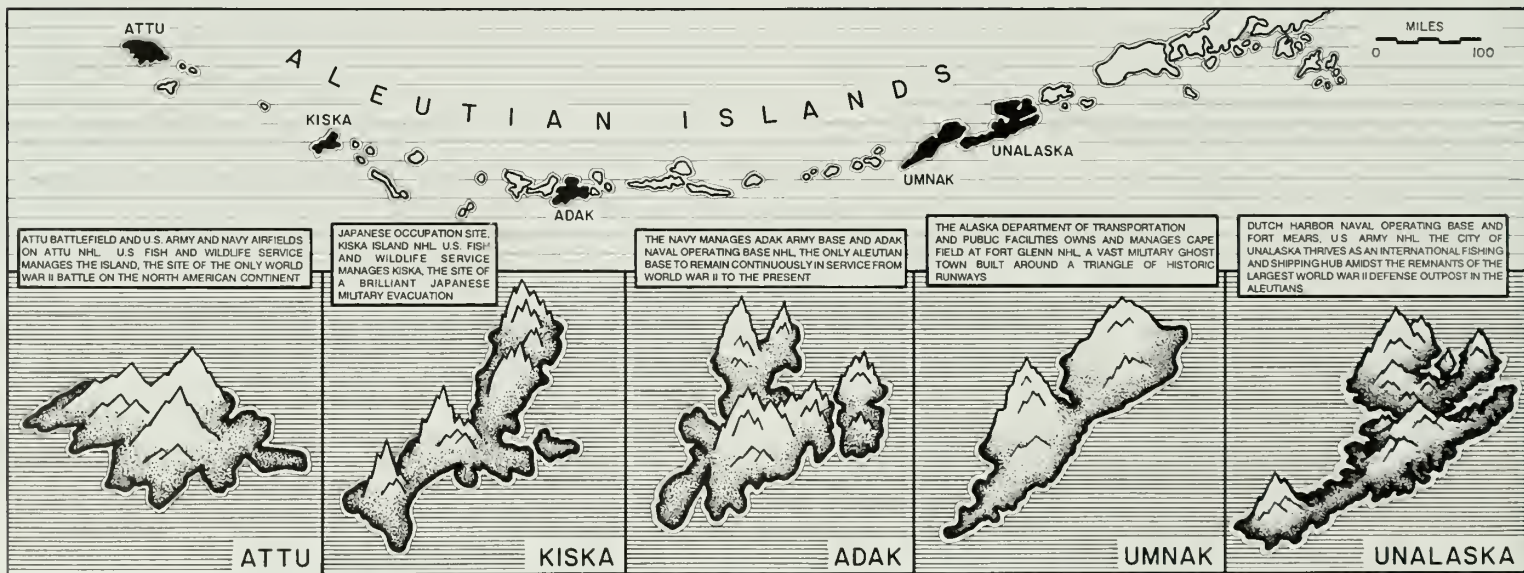 ATTU
ALEUTIAN ISLANDS
MILES
0 100
KISKA
ADAK
UMNAK
UNALASKA
ATTU BATTLEFIELD AND U.S. ARMY AND NAVY AIRFIELDS
ON ATTU NHL. U.S. FISH AND WILDLIFE SERVICE
MANAGES THE ISLAND, THE SITE OF THE ONLY WORLD
WAR II BATTLE ON THE NORTH AMERICAN CONTINENT
JAPANESE OCCUPATION SITE,
KISKA ISLAND NHL. U.S. FISH
AND WILDLIFE SERVICE
MANAGES KISKA, THE SITE OF
A BRILLIANT JAPANESE
MILITARY EVACUATION
THE NAVY MANAGES ADAK ARMY BASE AND ADAK
NAVAL OPERATING BASE NHL, THE ONLY ALEUTIAN
BASE TO REMAIN CONTINUOUSLY IN SERVICE FROM
WORLD WAR II TO THE PRESENT
THE ALASKA DEPARTMENT OF TRANSPORTATION
AND PUBLIC FACILITIES OWNS AND MANAGES CAPE
FIELD AT FORT GLENN NHL, A VAST MILITARY GHOST
TOWN BUILT AROUND A TRIANGLE OF HISTORIC
RUNWAYS
DUTCH HARBOR NAVAL OPERATING BASE AND
FORT MEARS, U.S. ARMY NHL. THE CITY OF
UNALASKA THRIVES AS AN INTERNATIONAL FISHING
AND SHIPPING HUB AMIDST THE REMNANTS OF THE
LARGEST WORLD WAR II DEFENSE OUTPOST IN THE
ALEUTIANS
ATTU
KISKA
ADAK
UMNAK
UNALASKA